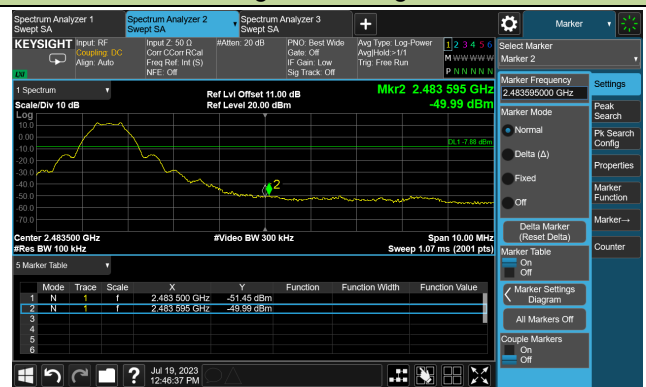 Spectrum Analyzer 1
Swept SA
Spectrum Analyzer 2
Swept SA
Spectrum Analyzer 3
Swept SA
Marker
KEYSIGHT
LXI
Input: RF
Coupling: DC
Align: Auto
Input Z: 50 Ω
Corr CCorr RCal
Freq Ref: Int (S)
NFE: Off
#Atten: 20 dB
PNO: Best Wide
Gate: Off
IF Gain: Low
Sig Track: Off
Avg Type: Log-Power
Avg|Hold:>1/1
Trig: Free Run
1 2 3 4 5 6
M W W W W W
P N N N N N
Select Marker
Marker 2
1 Spectrum
Scale/Div 10 dB
Ref Lvl Offset 11.00 dB
Ref Level 20.00 dBm
Mkr2 2.483 595 GHz
-49.99 dBm
Log
10.0
0.00
-10.0
-20.0
-30.0
-40.0
-50.0
-60.0
-70.0
DL1 -7.88 dBm
2
Center 2.483500 GHz
#Res BW 100 kHz
#Video BW 300 kHz
Span 10.00 MHz
Sweep 1.07 ms (2001 pts)
5 Marker Table
Mode Trace Scale X Y Function Function Width Function Value
1 N 1 f 2.483 500 GHz -51.45 dBm
2 N 1 f 2.483 595 GHz -49.99 dBm
3
4
5
6
Marker Frequency
2.483595000 GHz
Marker Mode
Normal
Delta (Δ)
Fixed
Off
Delta Marker
(Reset Delta)
Marker Table
On
Off
Marker Settings
Diagram
All Markers Off
Couple Markers
On
Off
Settings
Peak
Search
Pk Search
Config
Properties
Marker
Function
Marker→
Counter
?
Jul 19, 2023
12:46:37 PM